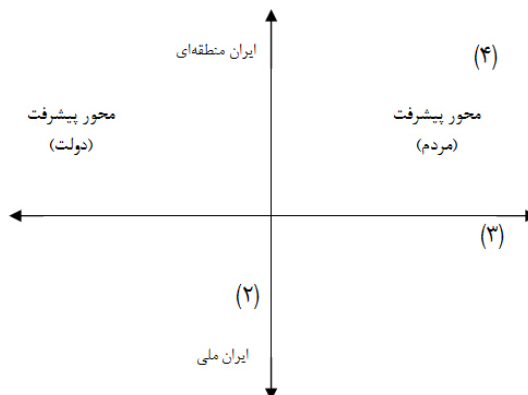 ایران منطقه‌ای
(۴)
محور پیشرفت
(مردم)
محور پیشرفت
(دولت)
(۳)
(۲)
ایران ملی